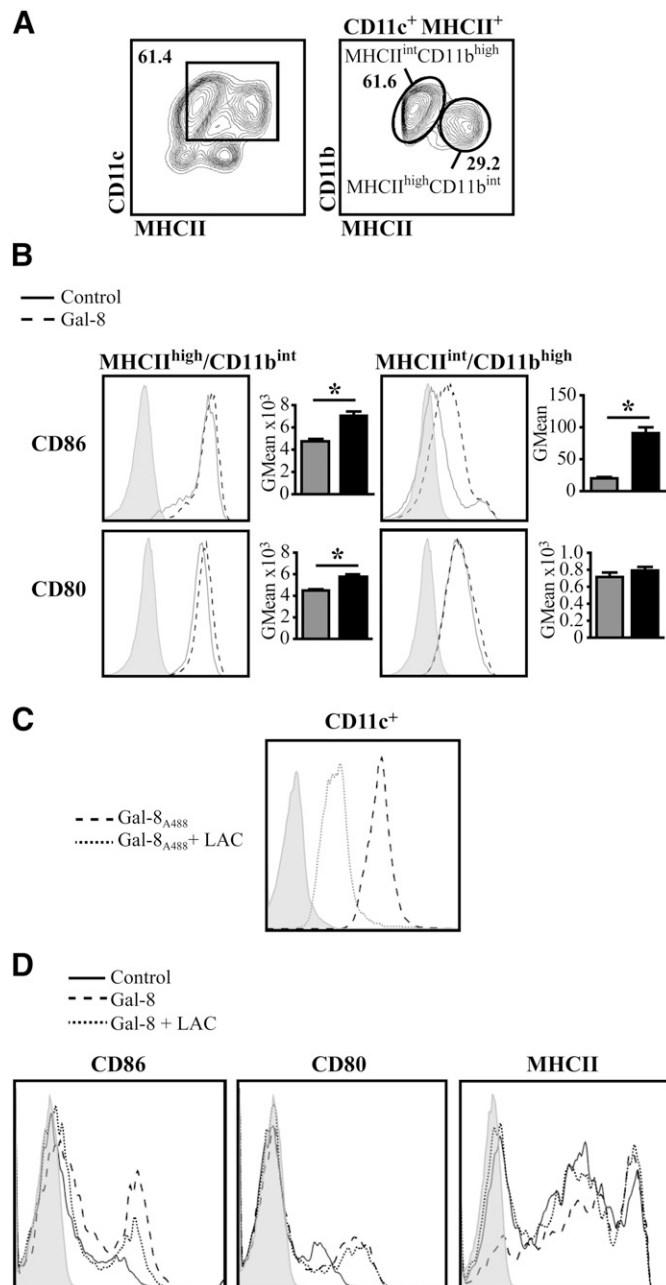 A
61.4
CD11c
MHCII
CD11c+ MHCII+
MHCIIintCD11bhigh
61.6
29.2
MHCIIhighCD11bint
CD11b
MHCII
B
Control
Gal-8
MHCIIhigh/CD11bint
MHCIIint/CD11bhigh
CD86
GMean x10³
8
6
4
2
0
*
GMean
150
100
50
0
*
CD80
GMean x10³
8
6
4
2
0
*
GMean x10³
1.0
0.8
0.6
0.4
0.2
0
C
CD11c+
Gal-8A488
Gal-8A488+ LAC
D
Control
Gal-8
Gal-8 + LAC
CD86
CD80
MHCII